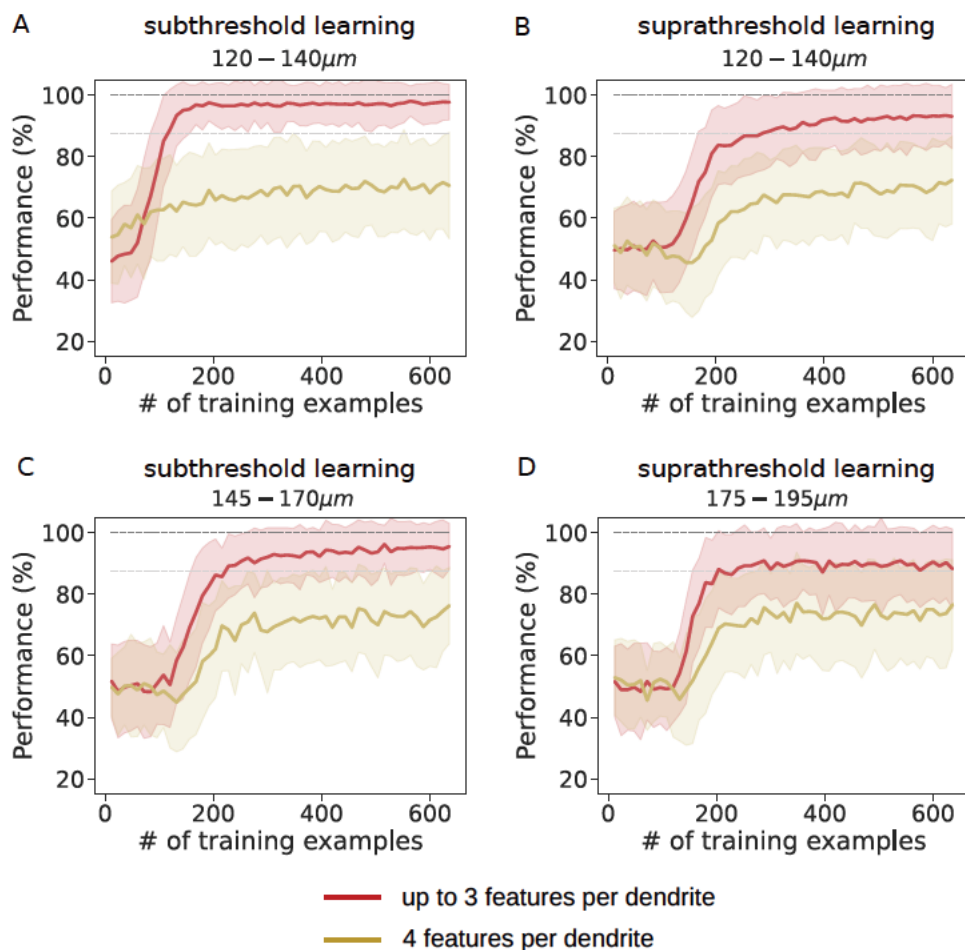 A
subthreshold learning
120 – 140μm
Performance (%)
100
80
60
40
20
0
200
400
600
# of training examples
B
suprathreshold learning
120 – 140μm
Performance (%)
100
80
60
40
20
0
200
400
600
# of training examples
C
subthreshold learning
145 – 170μm
Performance (%)
100
80
60
40
20
0
200
400
600
# of training examples
D
suprathreshold learning
175 – 195μm
Performance (%)
100
80
60
40
20
0
200
400
600
# of training examples
up to 3 features per dendrite
4 features per dendrite